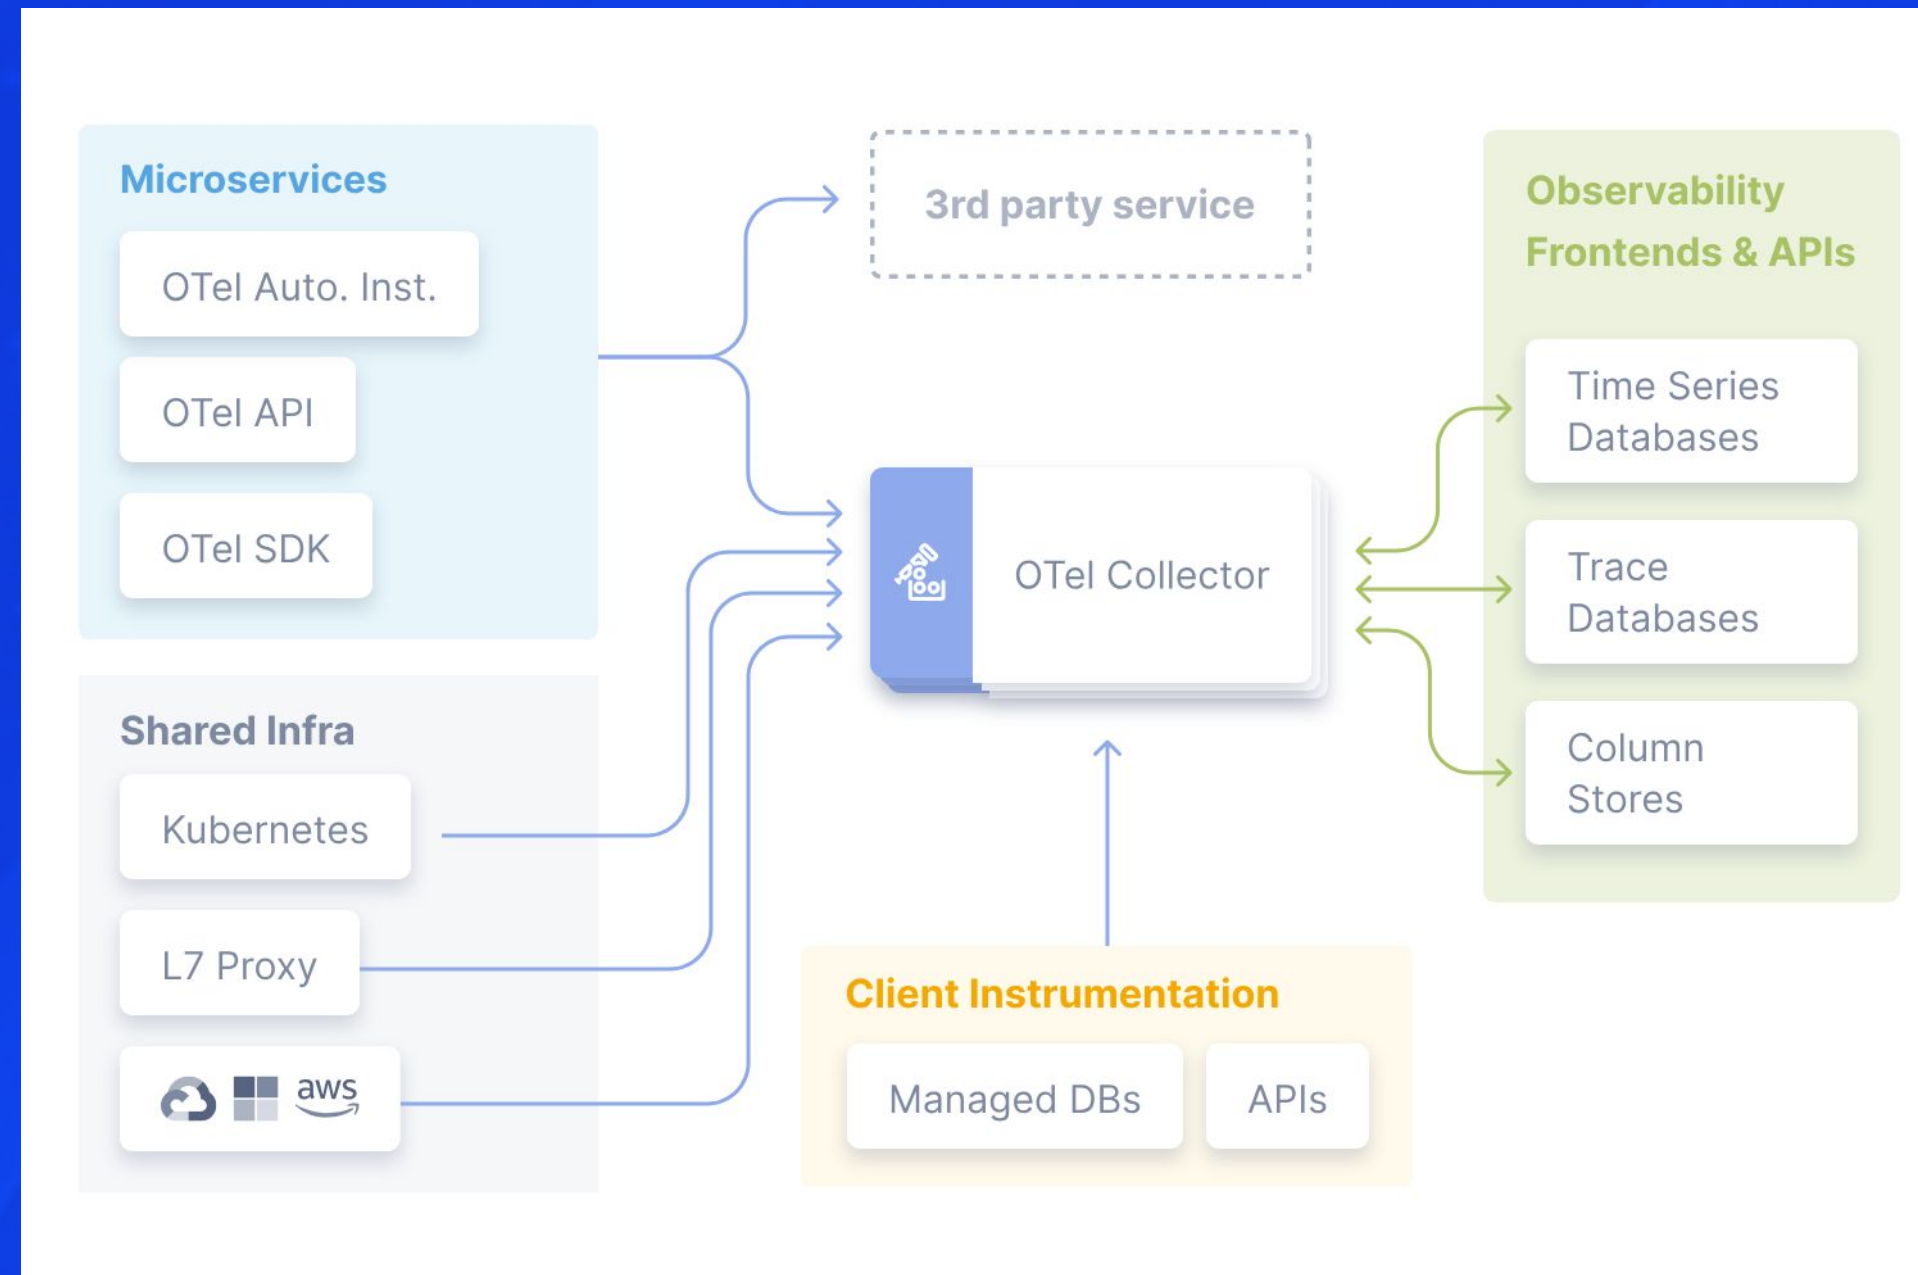 Microservices
OTel Auto. Inst.
OTel API
OTel SDK
Shared Infra
Kubernetes
L7 Proxy
aws
3rd party service
OTel Collector
Client Instrumentation
Managed DBs
APIs
Observability
Frontends & APIs
Time Series
Databases
Trace
Databases
Column
Stores